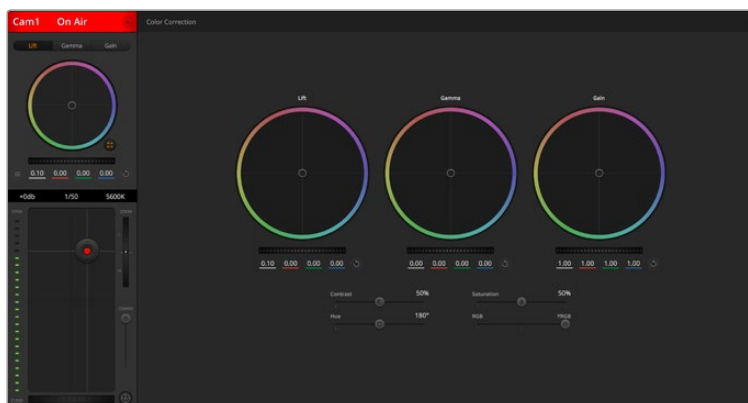 Cam1 On Air
Color Correction
Lift Gamma Gain
0.10 0.00 0.00 0.00
+0db 1/50 5600K
ZOOM
Lift Gamma Gain
0.10 0.00 0.00 0.00
0.00 0.00 0.00 0.00
1.00 1.00 1.00 1.00
Contrast 50%
Saturation 50%
Hue 180°
RGB YRGB